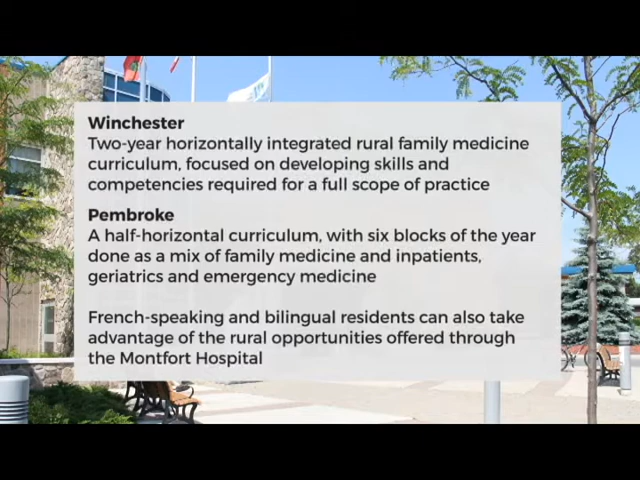 Winchester
Two-year horizontally integrated rural family medicine
curriculum, focused on developing skills and
competencies required for a full scope of practice
Pembroke
A half-horizontal curriculum, with six blocks of the year
done as a mix of family medicine and inpatients,
geriatrics and emergency medicine
French-speaking and bilingual residents can also take
advantage of the rural opportunities offered through
the Montfort Hospital